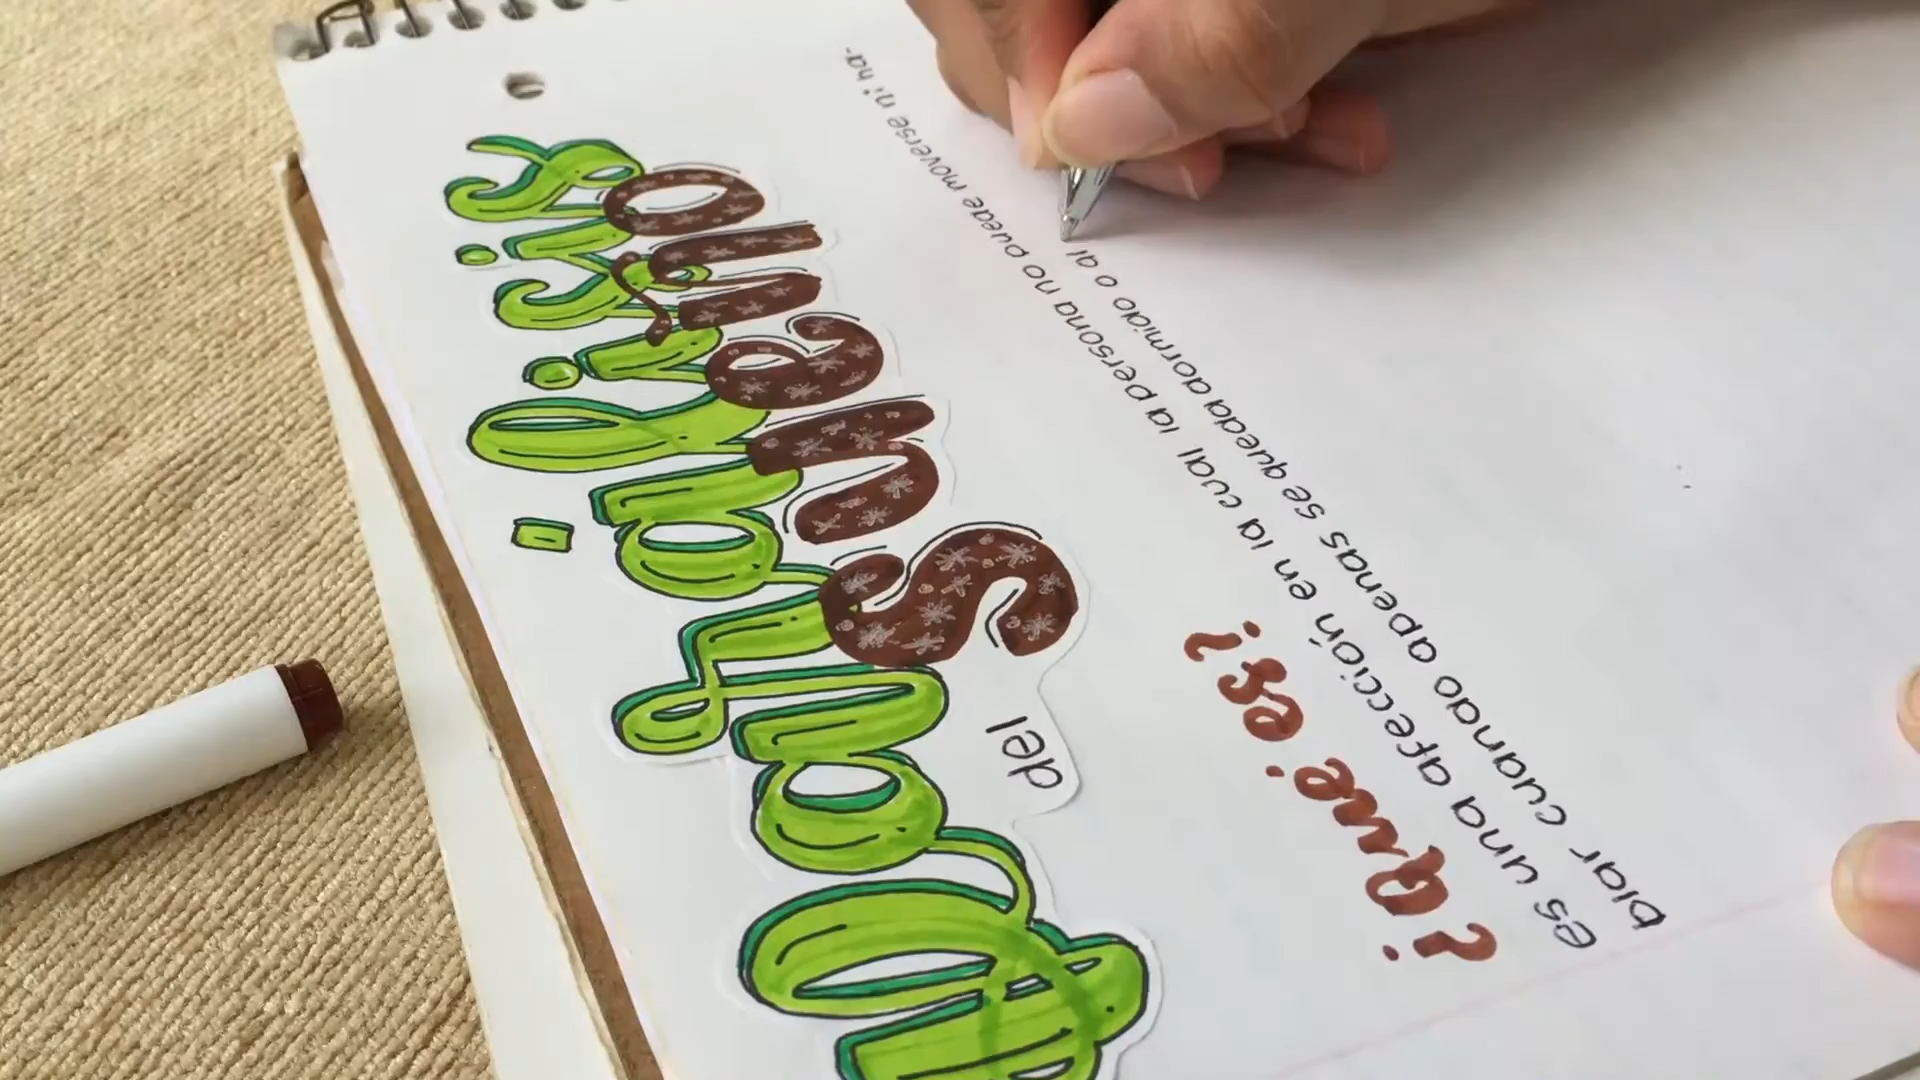 Parálisis
del Sueño
¿Qué es?
es una afección en la cual la persona no puede moverse ni ha-
blar cuando apenas se queda dormido o al